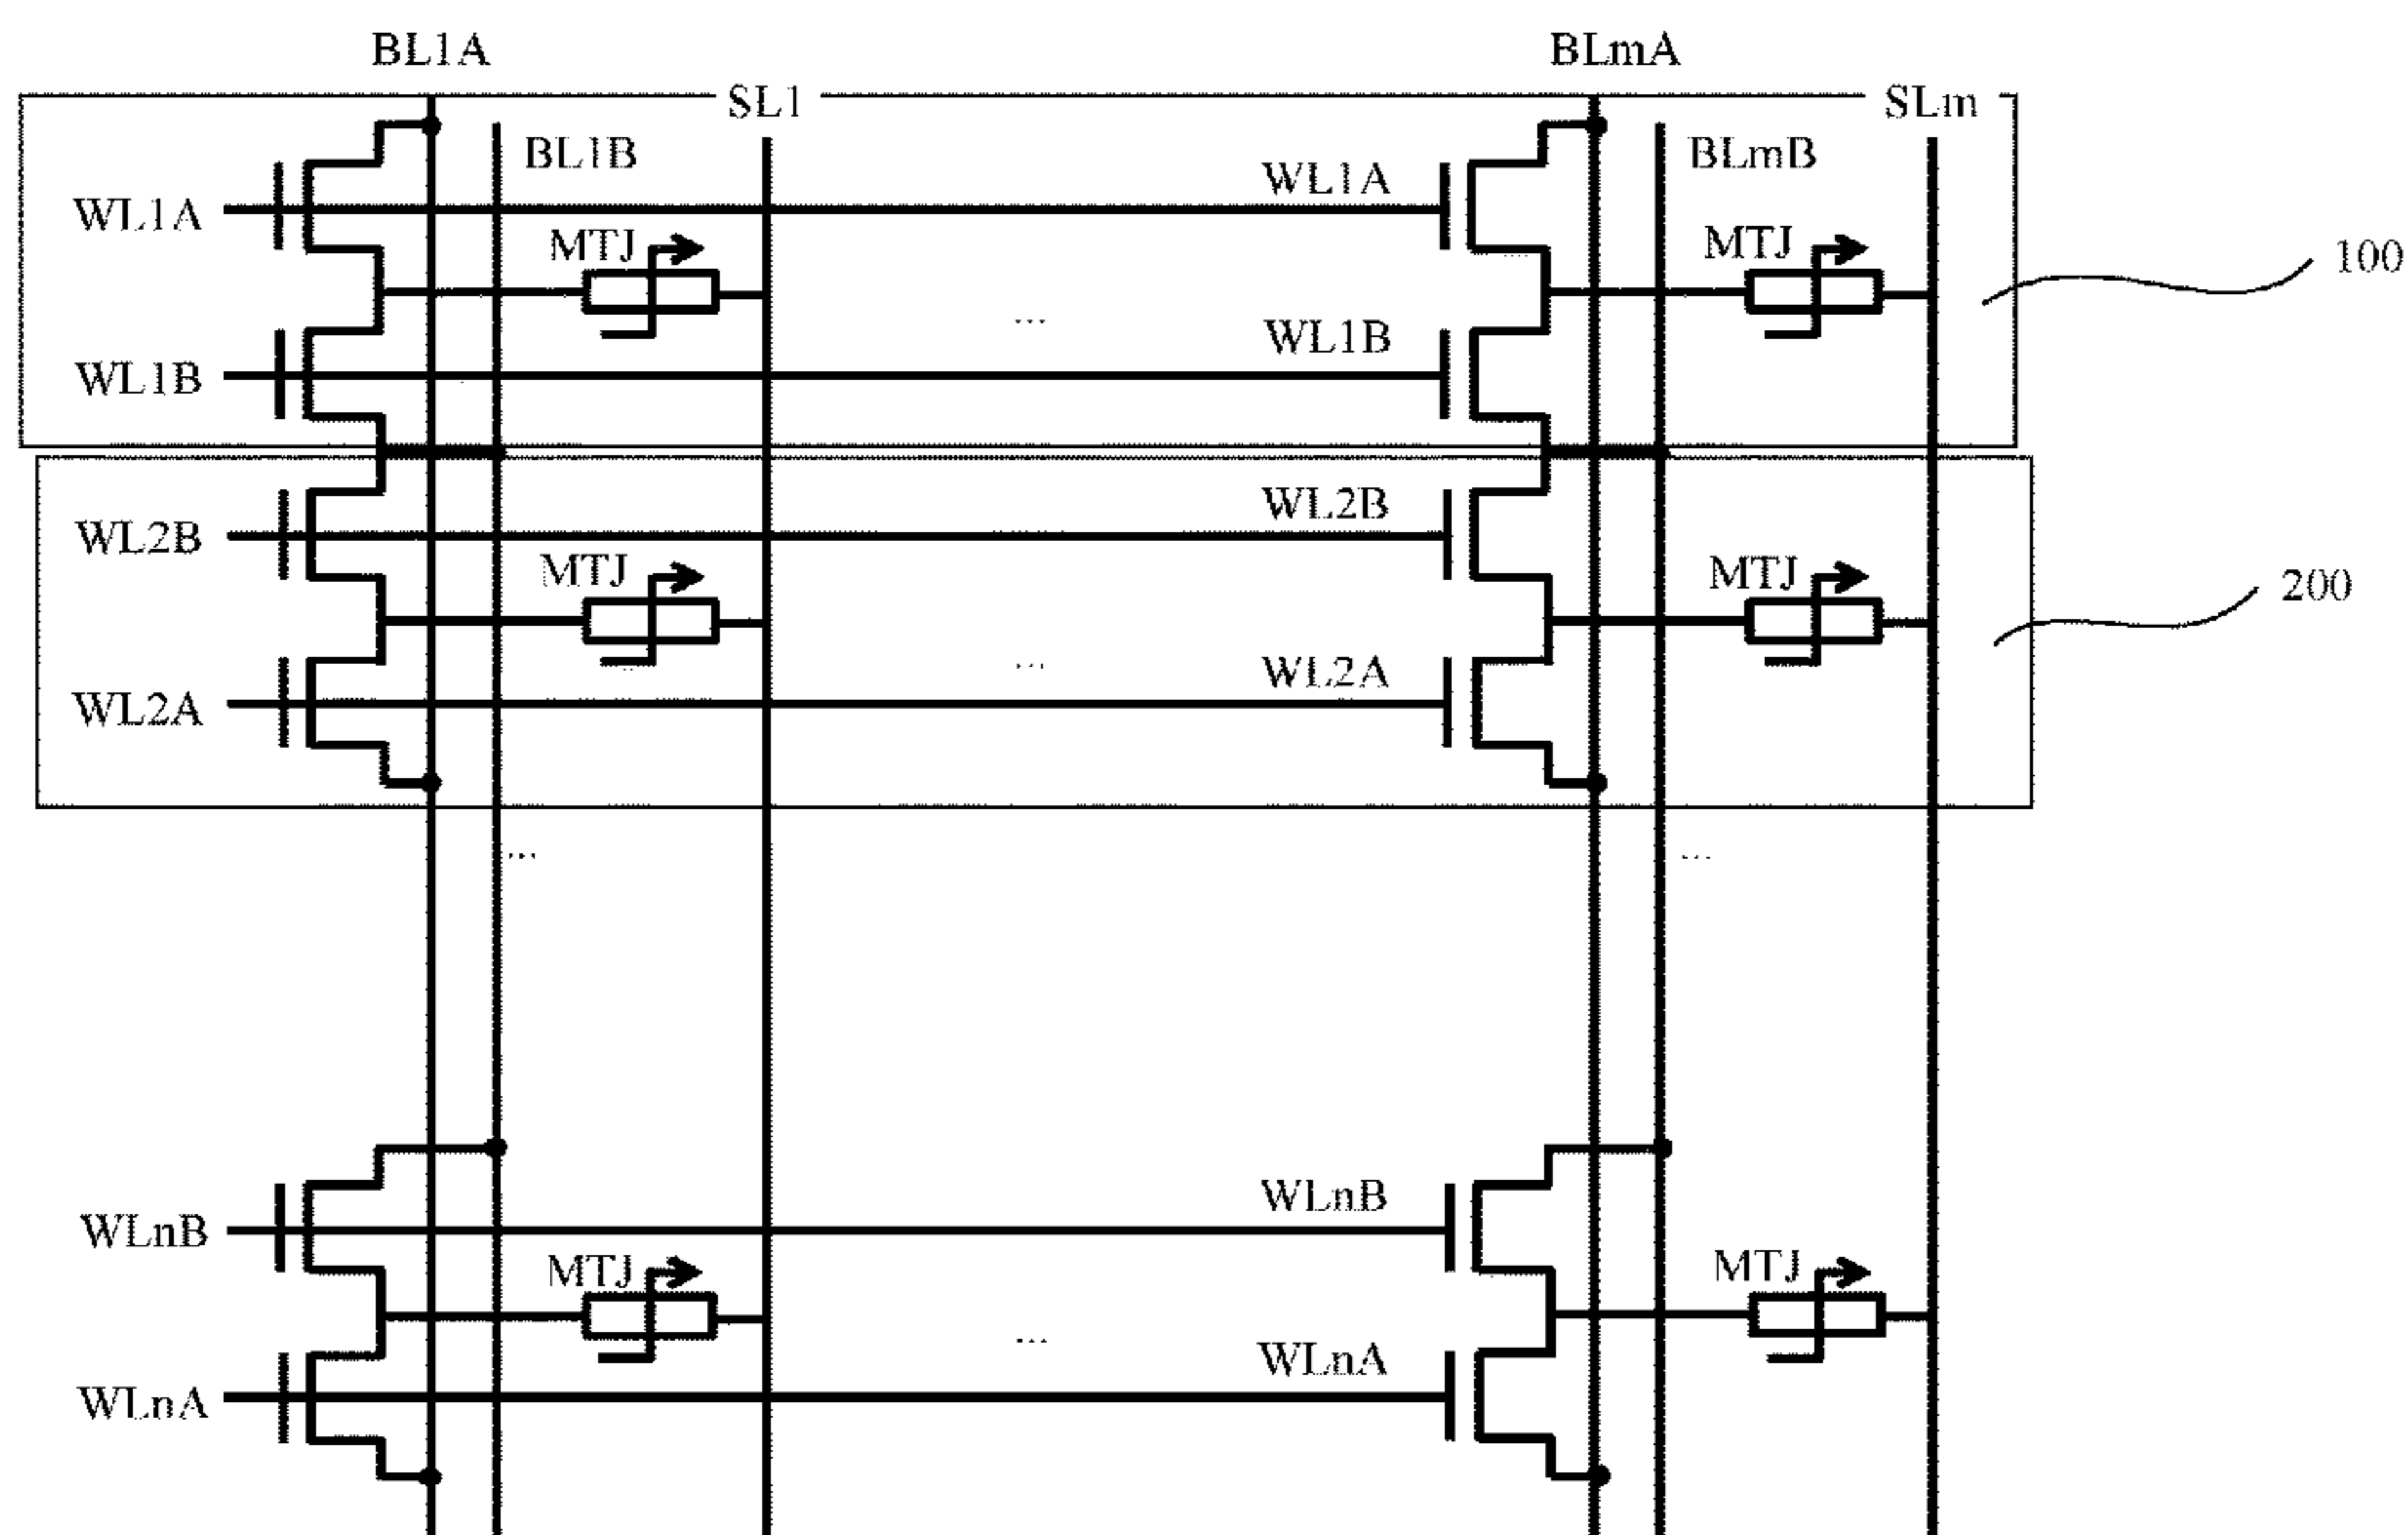 BL1A BLmA
SL1 SLm
BL1B BLmB
WL1A WL1A
MTJ MTJ 100
...
WL1B WL1B
WL2B WL2B
MTJ MTJ 200
...
WL2A WL2A
... ...
WLnB WLnB
MTJ MTJ
...
WLnA WLnA